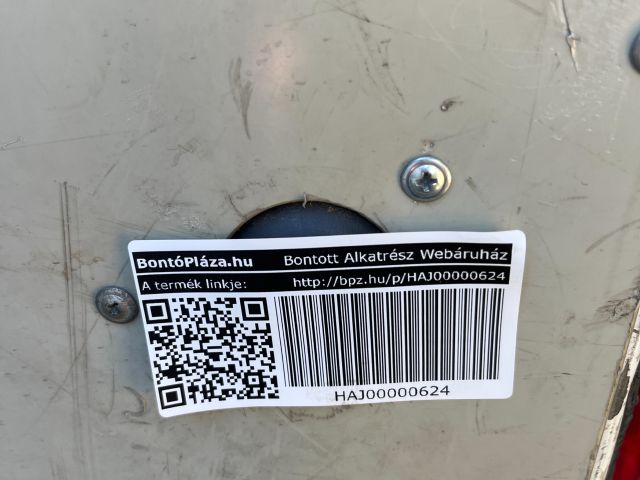 BontóPláza.hu Bontott Alkatrész Webáruház
A termék linkje: http://bpz.hu/p/HAJ00000624
HAJ00000624